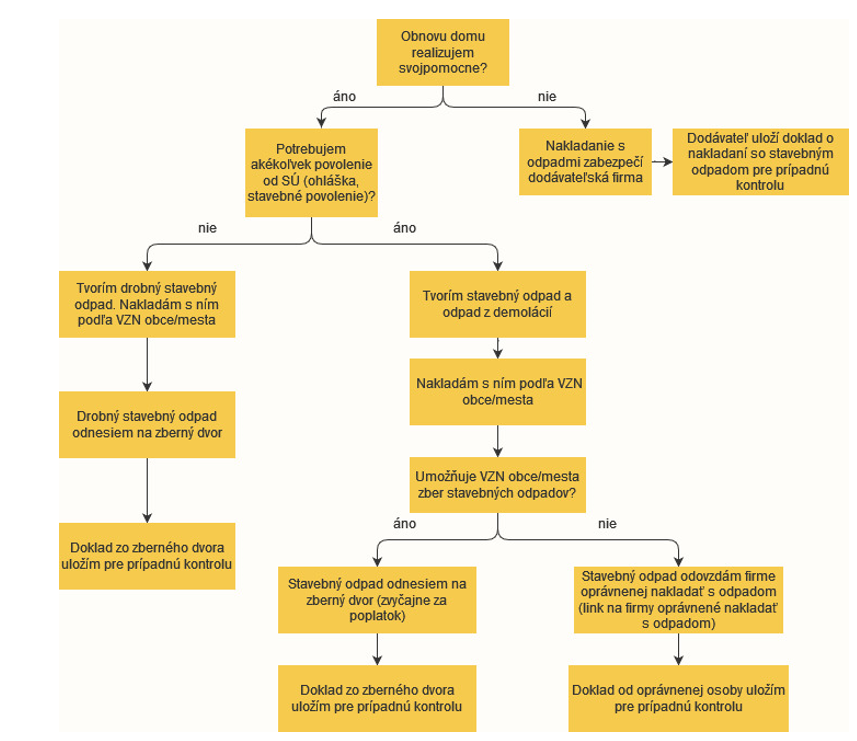 Obnovu domu
realizujem
svojpomocne?
áno
nie
Potrebujem
akékoľvek povolenie
od SÚ (ohláška,
stavebné povolenie)?
Nakladanie s
odpadmi zabezpečí
dodávateľská firma
Dodávateľ uloží doklad o
nakladaní so stavebným
odpadom pre prípadnú
kontrolu
nie
áno
Tvorím drobný stavebný
odpad. Nakladám s ním
podľa VZN obce/mesta
Tvorím stavebný odpad a
odpad z demolácií
Nakladám s ním podľa VZN
obce/mesta
Drobný stavebný odpad
odnesiem na zberný dvor
Umožňuje VZN obce/mesta
zber stavebných odpadov?
áno
nie
Doklad zo zberného dvora
uložím pre prípadnú kontrolu
Stavebný odpad odnesiem na
zberný dvor (zvyčajne za
poplatok)
Stavebný odpad odovzdám firme
oprávnenej nakladať s odpadom
(link na firmy oprávnené nakladať
s odpadom)
Doklad zo zberného dvora
uložím pre prípadnú kontrolu
Doklad od oprávnenej osoby uložím
pre prípadnú kontrolu